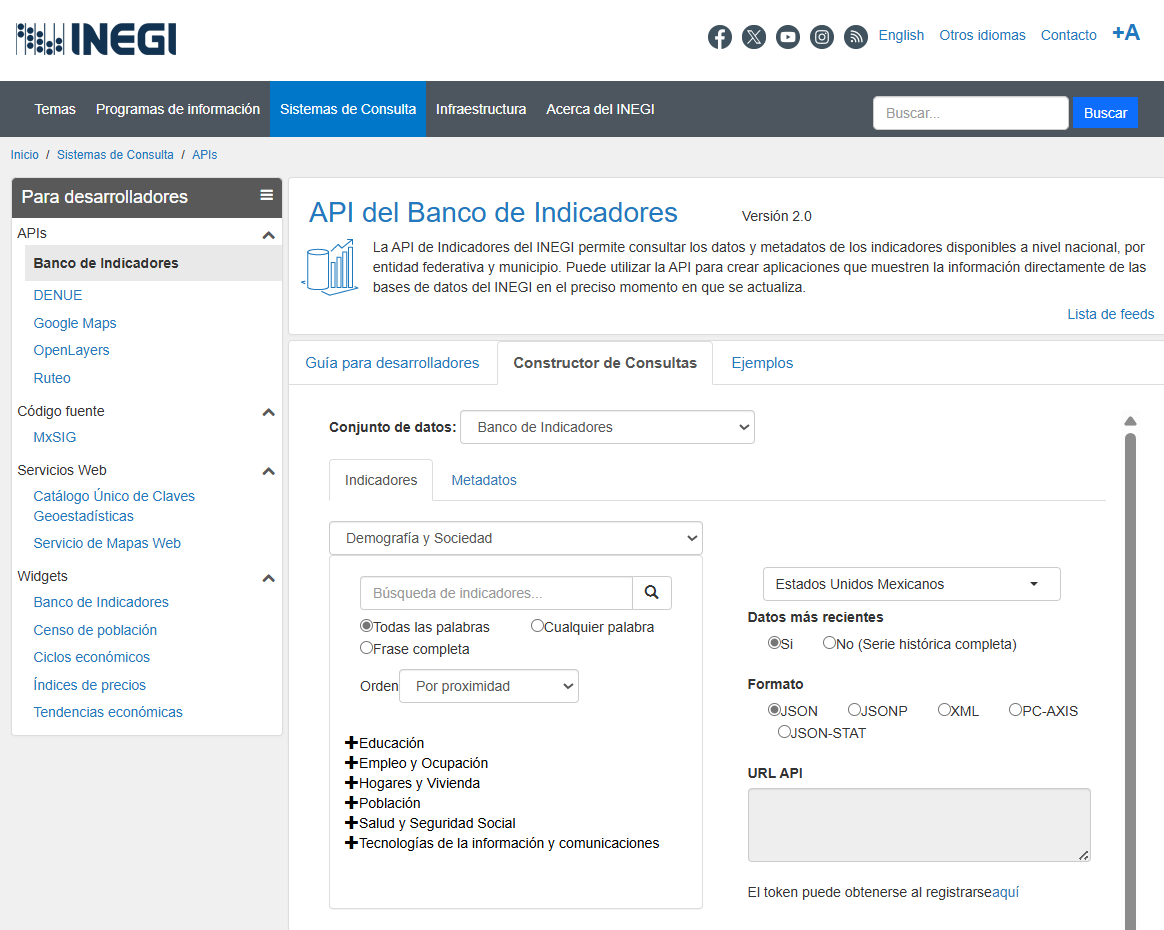 INEGI
English Otros idiomas Contacto +A
Temas Programas de información Sistemas de Consulta Infraestructura Acerca del INEGI Buscar... Buscar
Inicio / Sistemas de Consulta / APIs
Para desarrolladores
APIs
Banco de Indicadores
DENUE
Google Maps
OpenLayers
Ruteo
Código fuente
MxSIG
Servicios Web
Catálogo Único de Claves
Geoestadísticas
Servicio de Mapas Web
Widgets
Banco de Indicadores
Censo de población
Ciclos económicos
Índices de precios
Tendencias económicas
API del Banco de Indicadores Versión 2.0
La API de Indicadores del INEGI permite consultar los datos y metadatos de los indicadores disponibles a nivel nacional, por
entidad federativa y municipio. Puede utilizar la API para crear aplicaciones que muestren la información directamente de las
bases de datos del INEGI en el preciso momento en que se actualiza.
Lista de feeds
Guía para desarrolladores Constructor de Consultas Ejemplos
Conjunto de datos: Banco de Indicadores
Indicadores Metadatos
Demografía y Sociedad
Búsqueda de indicadores...
Todas las palabras Cualquier palabra
Frase completa
Orden Por proximidad
Educación
Empleo y Ocupación
Hogares y Vivienda
Población
Salud y Seguridad Social
Tecnologías de la información y comunicaciones
Estados Unidos Mexicanos
Datos más recientes
Si No (Serie histórica completa)
Formato
JSON JSONP XML PC-AXIS
JSON-STAT
URL API
El token puede obtenerse al registrarseaquí